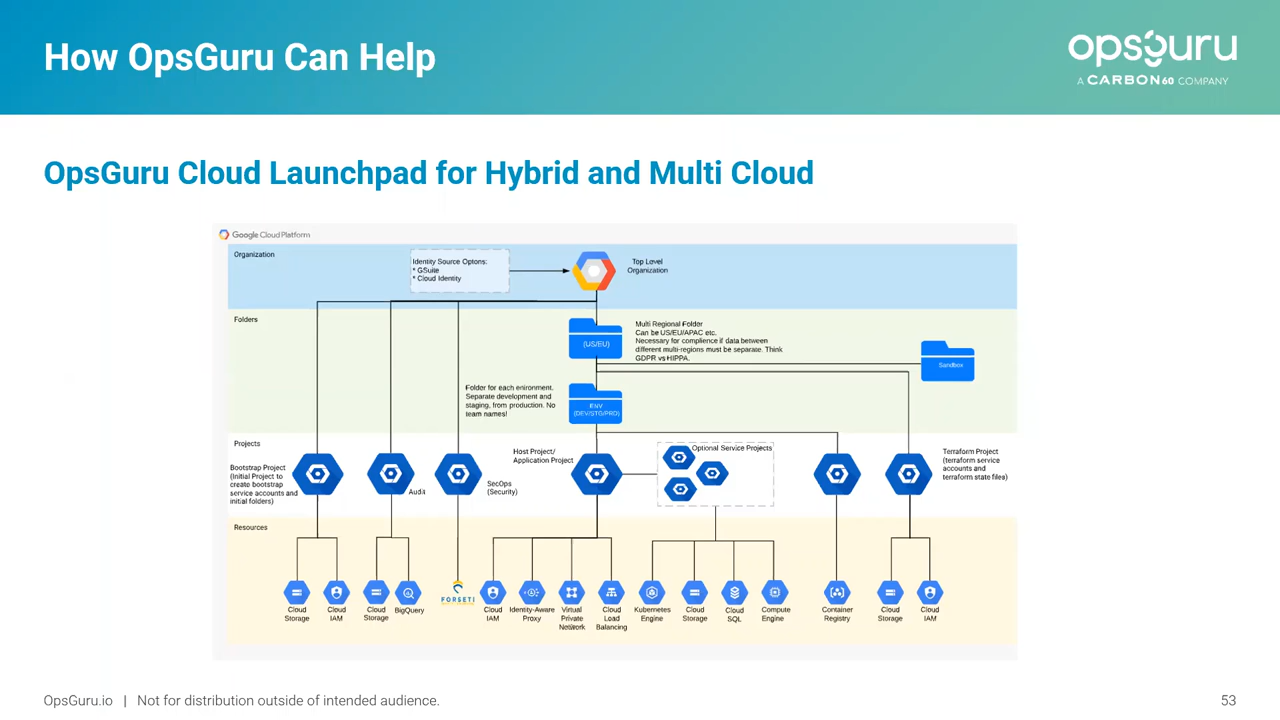 How OpsGuru Can Help
opsguru
A CARBON60 COMPANY
OpsGuru Cloud Launchpad for Hybrid and Multi Cloud
Google Cloud Platform
Organization
Identity Source Optons:
* GSuite
* Cloud Identity
Top Level
Organization
Folders
(US/EU)
Multi Regional Folder
Can be US/EU/APAC etc.
Necessary for compliance if data between
different multi-regions must be separate. Think
GDPR vs HIPPA.
Sandbox
Folder for each enironment.
Separate development and
staging, from production. No
team names!
ENV
(DEV/STG/PRD)
Projects
Bootstrap Project
(Initial Project to
create bootstrap
service accounts and
initial folders)
Audit
SecOps
(Security)
Host Project/
Application Project
Optional Service Projects
Terraform Project
(terraform service
accounts and
terraform state files)
Resources
Cloud
Storage
Cloud
IAM
Cloud
Storage
BigQuery
FORSETI
Cloud
IAM
Identity-Aware
Proxy
Virtual
Private
Network
Cloud
Load
Balancing
Kubernetes
Engine
Cloud
Storage
Cloud
SQL
Compute
Engine
Container
Registry
Cloud
Storage
Cloud
IAM
OpsGuru.io | Not for distribution outside of intended audience.
53